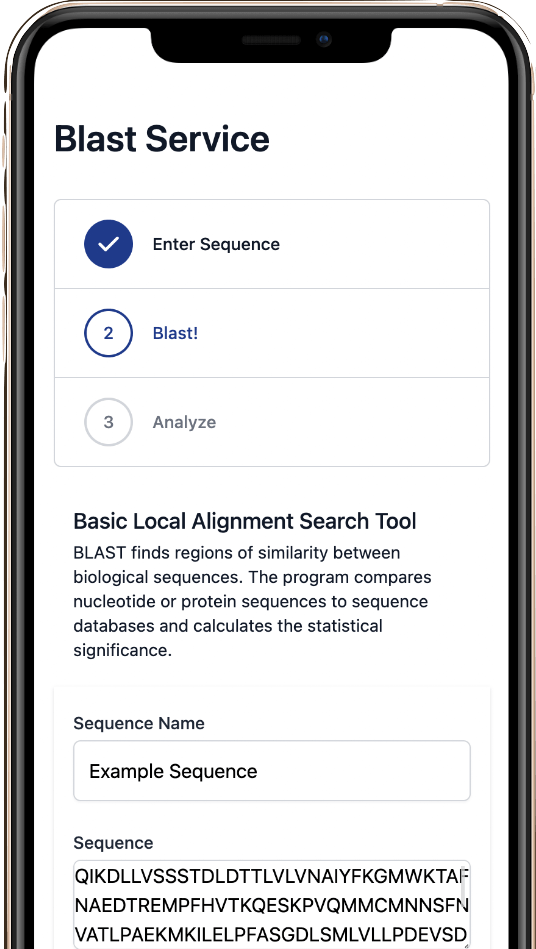 Blast Service
Enter Sequence
2
Blast!
3
Analyze
Basic Local Alignment Search Tool
BLAST finds regions of similarity between
biological sequences. The program compares
nucleotide or protein sequences to sequence
databases and calculates the statistical
significance.
Sequence Name
Example Sequence
Sequence
QIKDLLVSSSTDLDTTLVLVNAIYFKGMWKTAF
NAEDTREMPFHVTKQESKPVQMMCMNNSFN
VATLPAEKMKILELPFASGDLSMLVLLPDEVSD